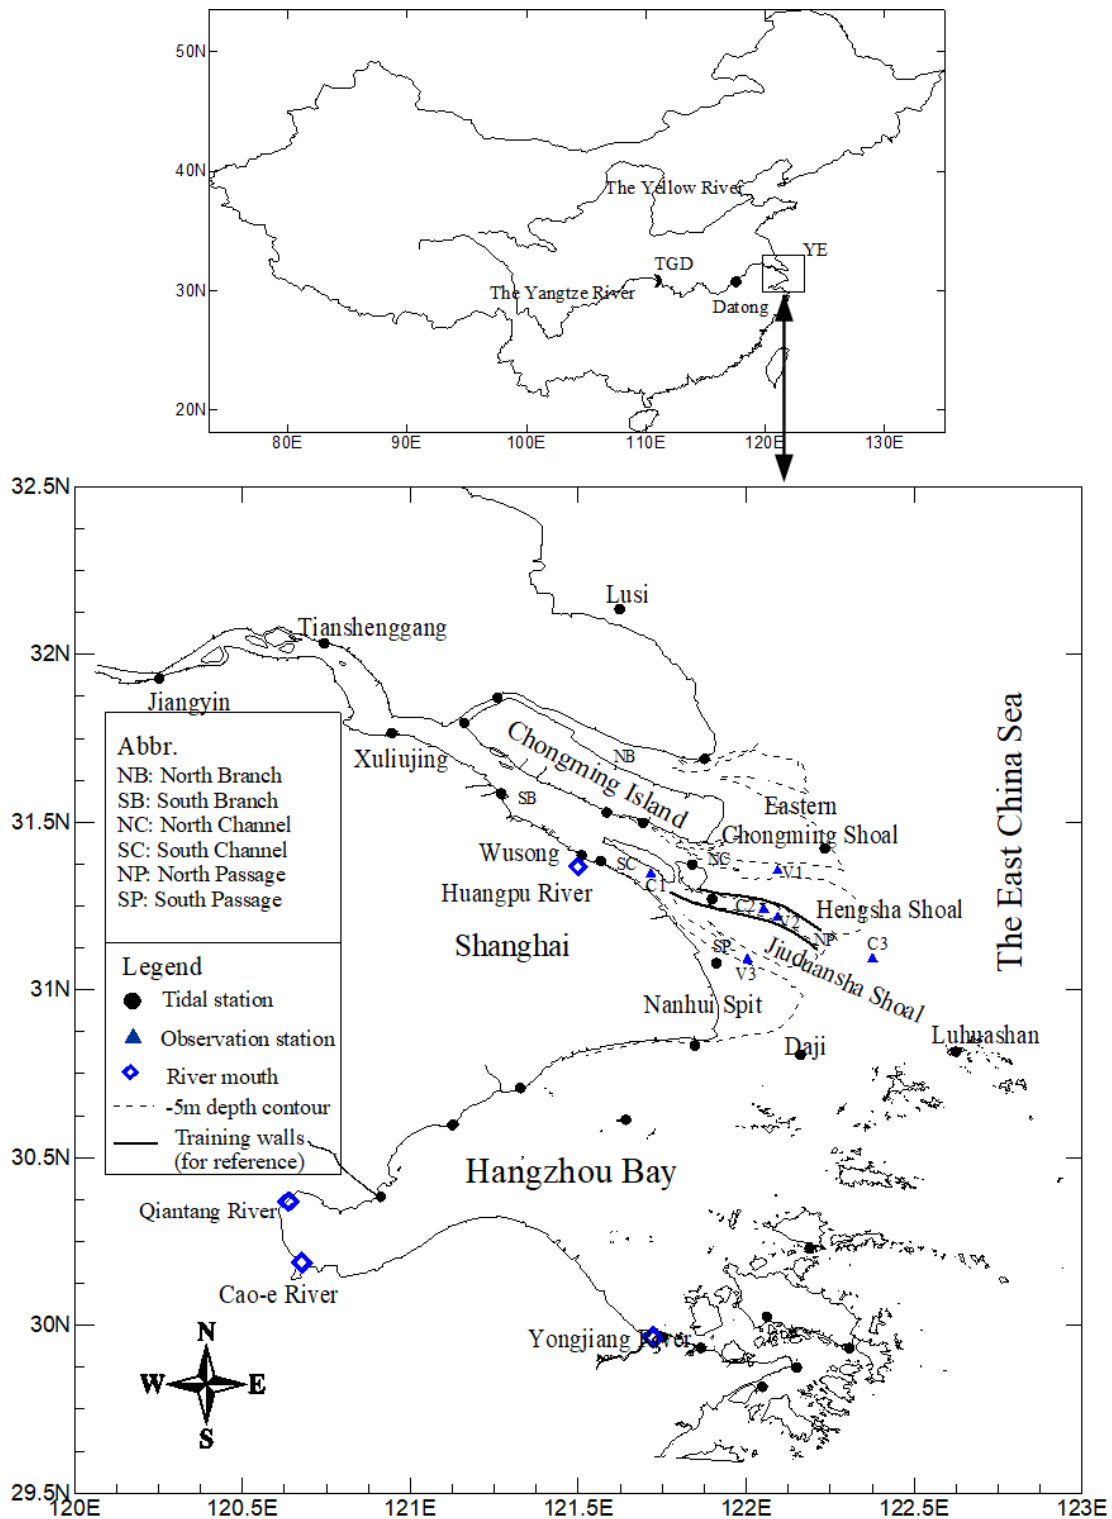 50N
40N
30N
20N
80E
90E
100E
110E
120E
130E
The Yellow River
TGD
YE
The Yangtze River
Datong
32.5N
32N
31.5N
31N
30.5N
30N
29.5N
120E
120.5E
121E
121.5E
122E
122.5E
123E
Lusi
Tianshenggang
Jiangyin
Xuliujing
Chongming Island
NB
SB
Eastern
Chongming Shoal
Wusong
SC
NC
C1
V1
Huangpu River
C2
V2
Hengsha Shoal
NP
C3
Shanghai
SP
V3
Jiuduansha Shoal
Nanhui Spit
Daji
Luhuashan
The East China Sea
Abbr.
NB: North Branch
SB: South Branch
NC: North Channel
SC: South Channel
NP: North Passage
SP: South Passage
Legend
Tidal station
Observation station
River mouth
-5m depth contour
Training walls
(for reference)
Hangzhou Bay
Qiantang River
Cao-e River
Yongjiang River
N
W
E
S